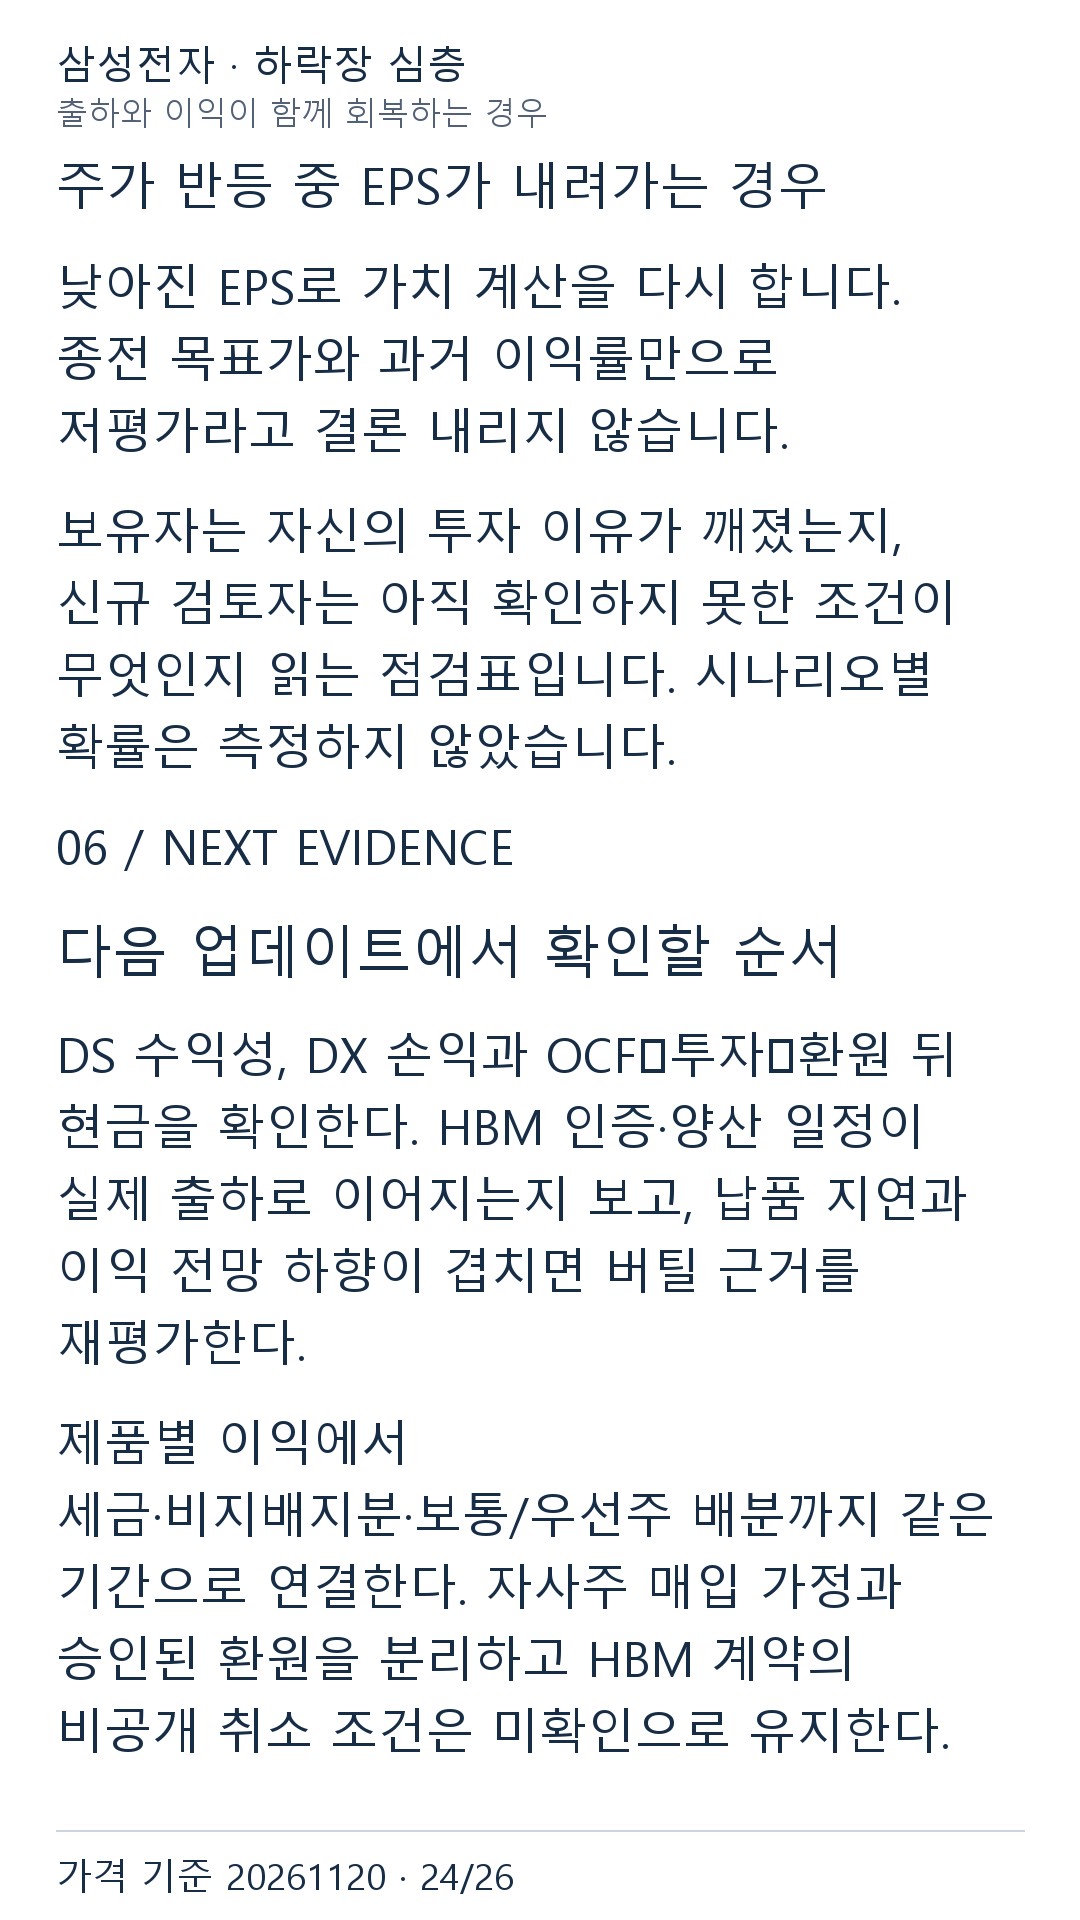 삼성전자 · 하락장 심층
출하와 이익이 함께 회복하는 경우
주가 반등 중 EPS가 내려가는 경우
낮아진 EPS로 가치 계산을 다시 합니다.
종전 목표가와 과거 이익률만으로
저평가라고 결론 내리지 않습니다.
보유자는 자신의 투자 이유가 깨졌는지,
신규 검토자는 아직 확인하지 못한 조건이
무엇인지 읽는 점검표입니다. 시나리오별
확률은 측정하지 않았습니다.
06 / NEXT EVIDENCE
다음 업데이트에서 확인할 순서
DS 수익성, DX 손익과 OCF□투자□환원 뒤
현금을 확인한다. HBM 인증·양산 일정이
실제 출하로 이어지는지 보고, 납품 지연과
이익 전망 하향이 겹치면 버틸 근거를
재평가한다.
제품별 이익에서
세금·비지배지분·보통/우선주 배분까지 같은
기간으로 연결한다. 자사주 매입 가정과
승인된 환원을 분리하고 HBM 계약의
비공개 취소 조건은 미확인으로 유지한다.
가격 기준 20261120 · 24/26